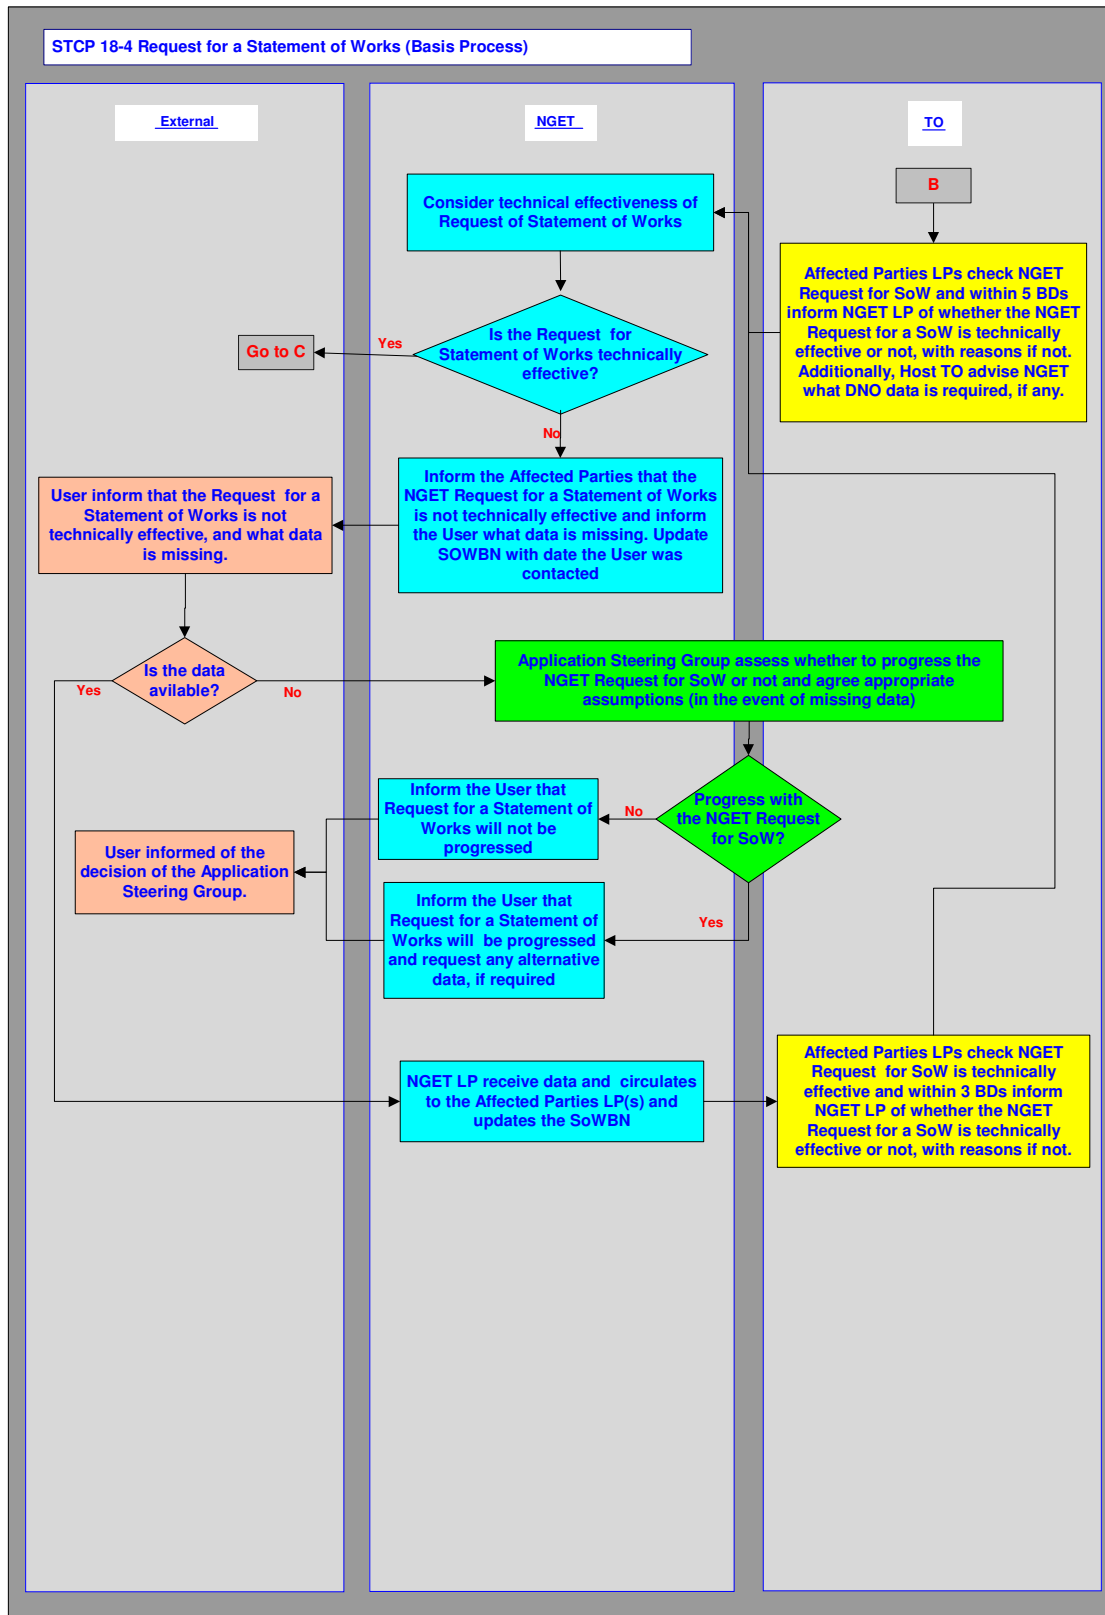 STCP 18-4 Request for a Statement of Works (Basis Process)
External
NGET
TO
B
Consider technical effectiveness of
Request of Statement of Works
Affected Parties LPs check NGET
Request for SoW and within 5 BDs
inform NGET LP of whether the NGET
Request for a SoW is technically
effective or not, with reasons if not.
Additionally, Host TO advise NGET
what DNO data is required, if any.
Is the Request for
Statement of Works technically
effective?
Yes
Go to C
No
Inform the Affected Parties that the
NGET Request for a Statement of Works
is not technically effective and inform
the User what data is missing. Update
SOWBN with date the User was
contacted
User inform that the Request for a
Statement of Works is not
technically effective, and what data
is missing.
Is the data
avilable?
Yes
No
Application Steering Group assess whether to progress the
NGET Request for SoW or not and agree appropriate
assumptions (in the event of missing data)
Progress with
the NGET Request
for SoW?
No
Inform the User that
Request for a Statement of
Works will not be
progressed
User informed of the
decision of the Application
Steering Group.
Yes
Inform the User that
Request for a Statement of
Works will be progressed
and request any alternative
data, if required
NGET LP receive data and circulates
to the Affected Parties LP(s) and
updates the SoWBN
Affected Parties LPs check NGET
Request for SoW is technically
effective and within 3 BDs inform
NGET LP of whether the NGET
Request for a SoW is technically
effective or not, with reasons if not.